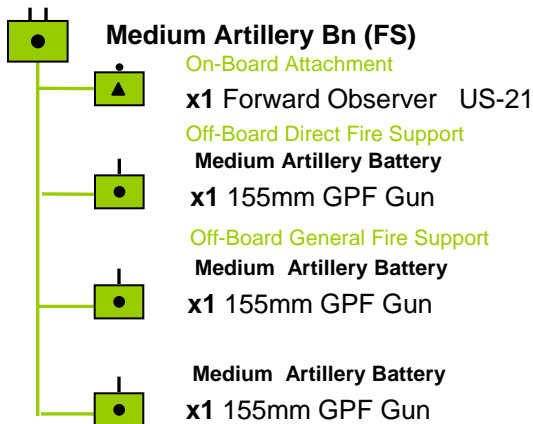 Medium Artillery Bn (FS)
On-Board Attachment
x1 Forward Observer US-21
Off-Board Direct Fire Support
Medium Artillery Battery
x1 155mm GPF Gun
Off-Board General Fire Support
Medium Artillery Battery
x1 155mm GPF Gun
Medium Artillery Battery
x1 155mm GPF Gun